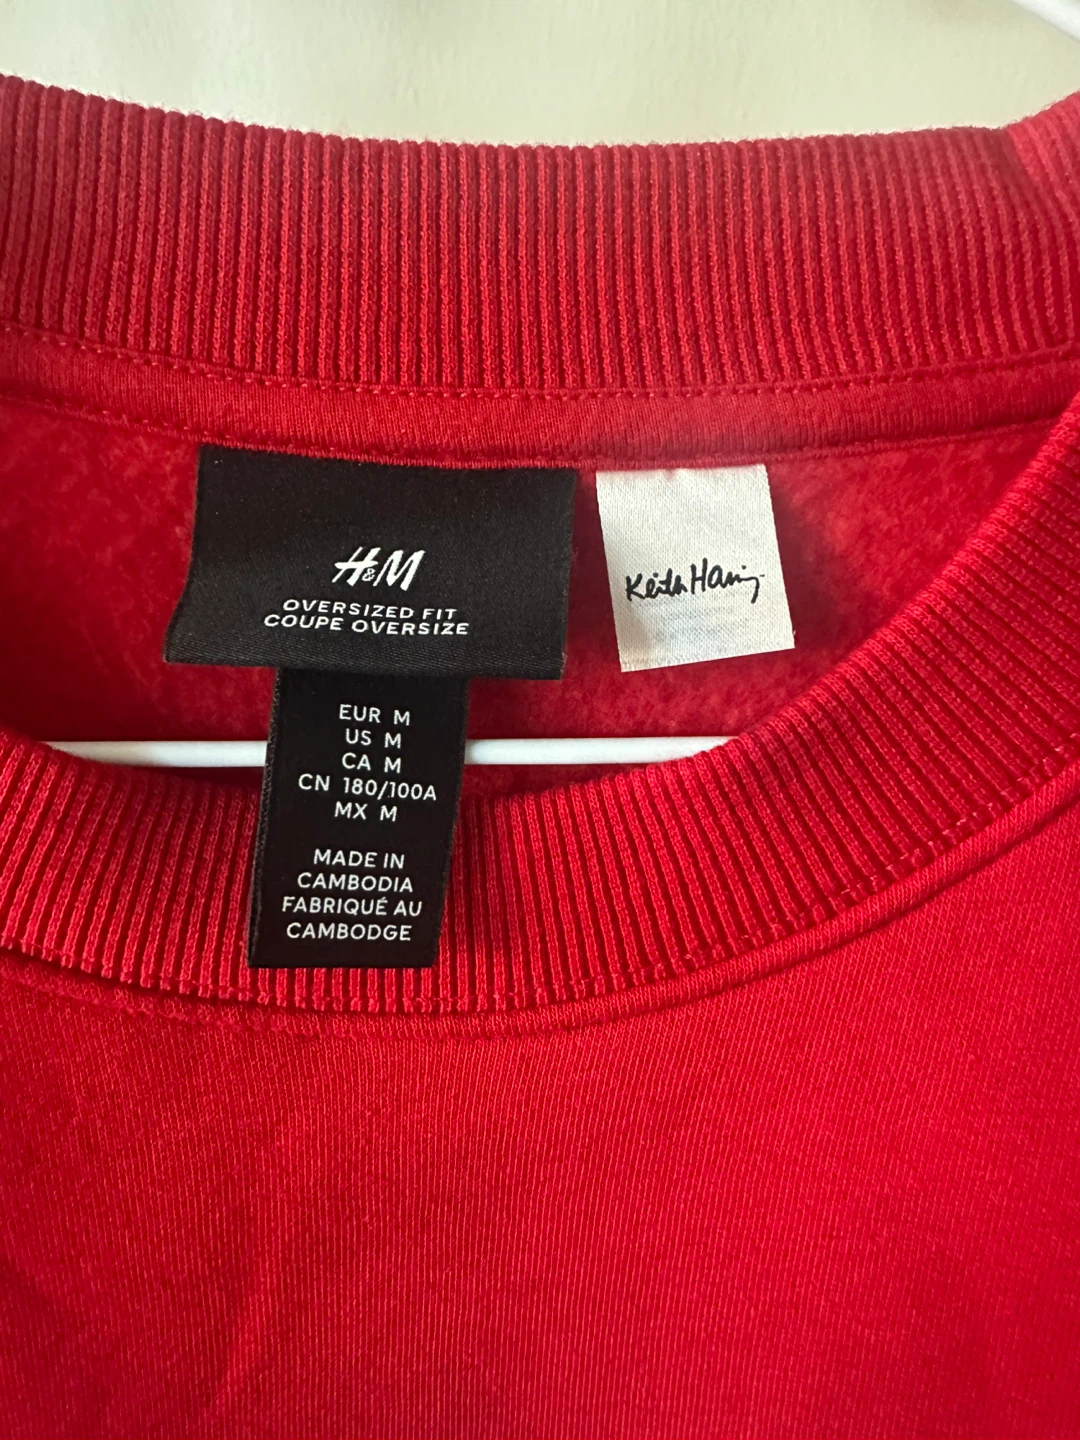 H&M
OVERSIZED FIT
COUPE OVERSIZE
Keith Haring
EUR M
US M
CA M
CN 180/100A
MX M
MADE IN
CAMBODIA
FABRIQUÉ AU
CAMBODGE